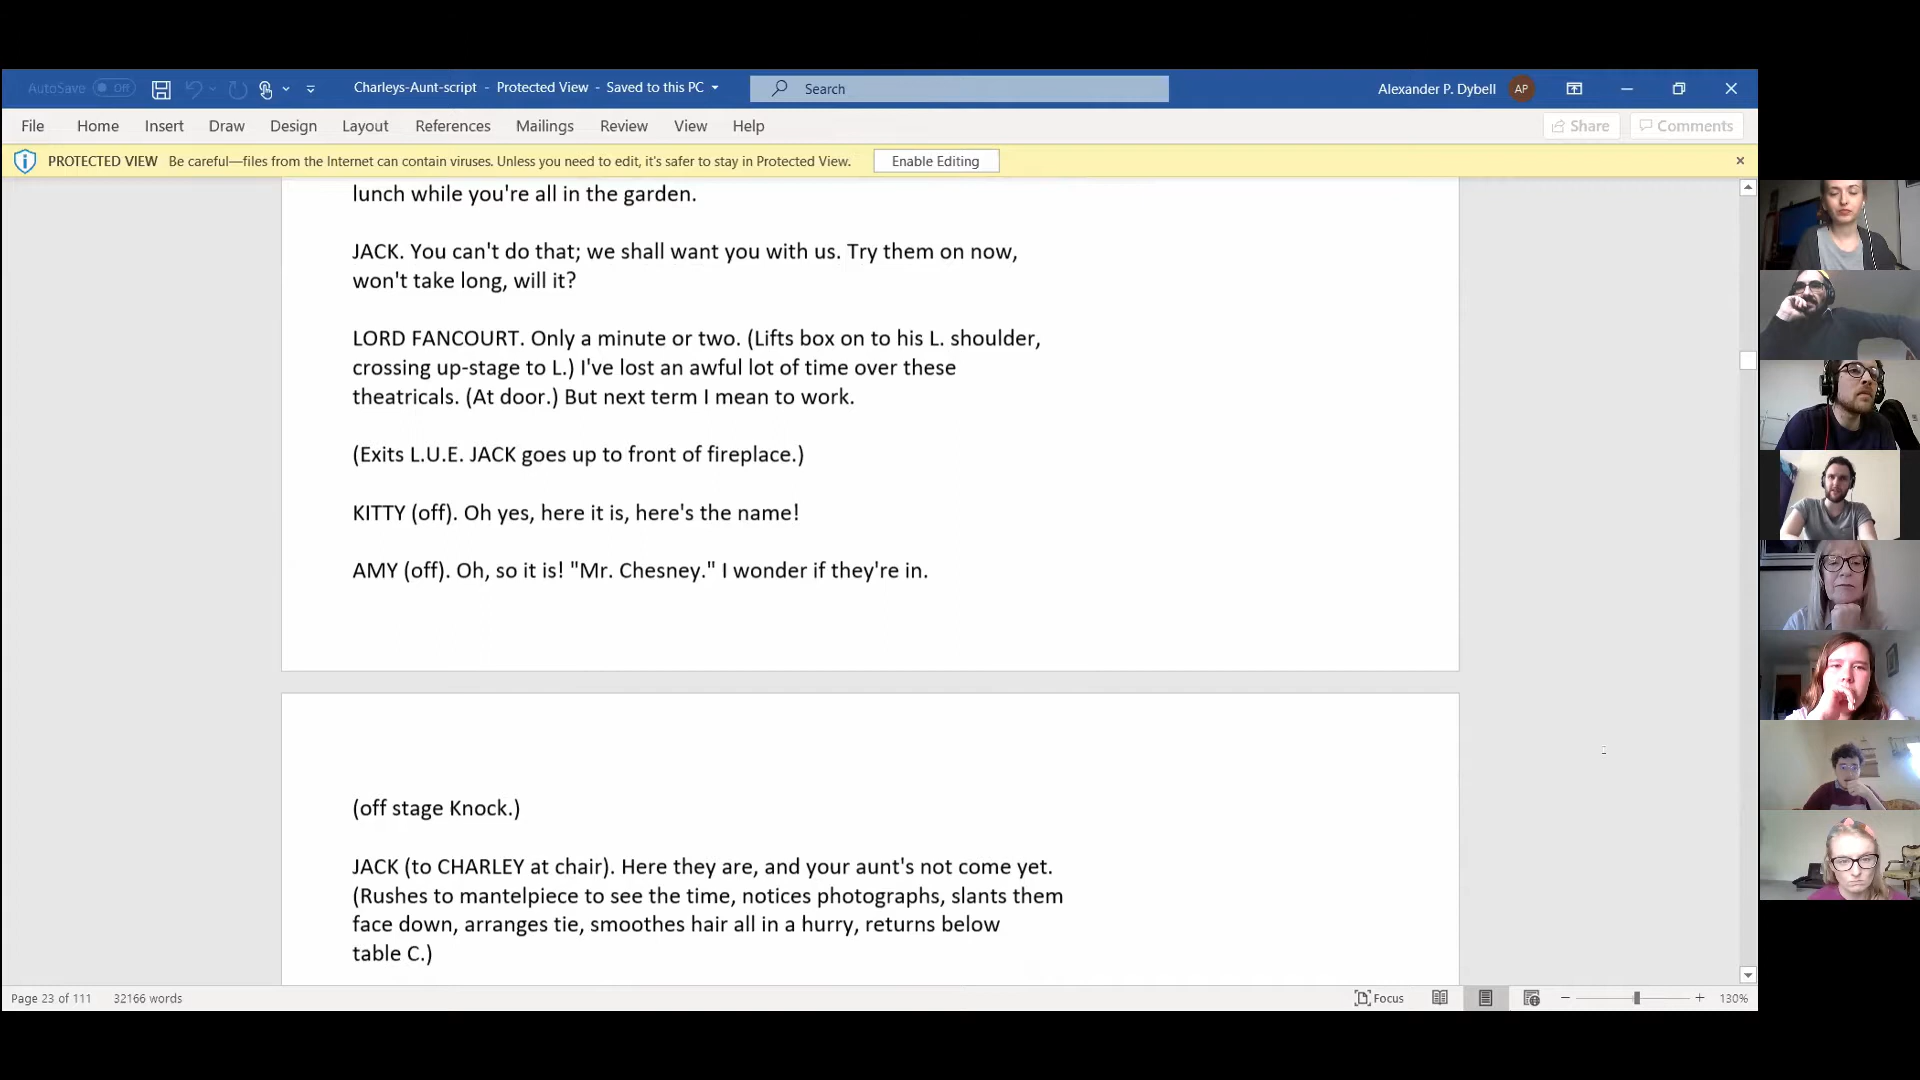 AutoSave Off
Charleys-Aunt-script - Protected View - Saved to this PC
Search
Alexander P. Dybell AP
File Home Insert Draw Design Layout References Mailings Review View Help
Share Comments
PROTECTED VIEW Be careful—files from the Internet can contain viruses. Unless you need to edit, it's safer to stay in Protected View. Enable Editing
lunch while you're all in the garden.
JACK. You can't do that; we shall want you with us. Try them on now,
won't take long, will it?
LORD FANCOURT. Only a minute or two. (Lifts box on to his L. shoulder,
crossing up-stage to L.) I've lost an awful lot of time over these
theatricals. (At door.) But next term I mean to work.
(Exits L.U.E. JACK goes up to front of fireplace.)
KITTY (off). Oh yes, here it is, here's the name!
AMY (off). Oh, so it is! "Mr. Chesney." I wonder if they're in.
(off stage Knock.)
JACK (to CHARLEY at chair). Here they are, and your aunt's not come yet.
(Rushes to mantelpiece to see the time, notices photographs, slants them
face down, arranges tie, smoothes hair all in a hurry, returns below
table C.)
Page 23 of 111 32166 words
Focus
130%